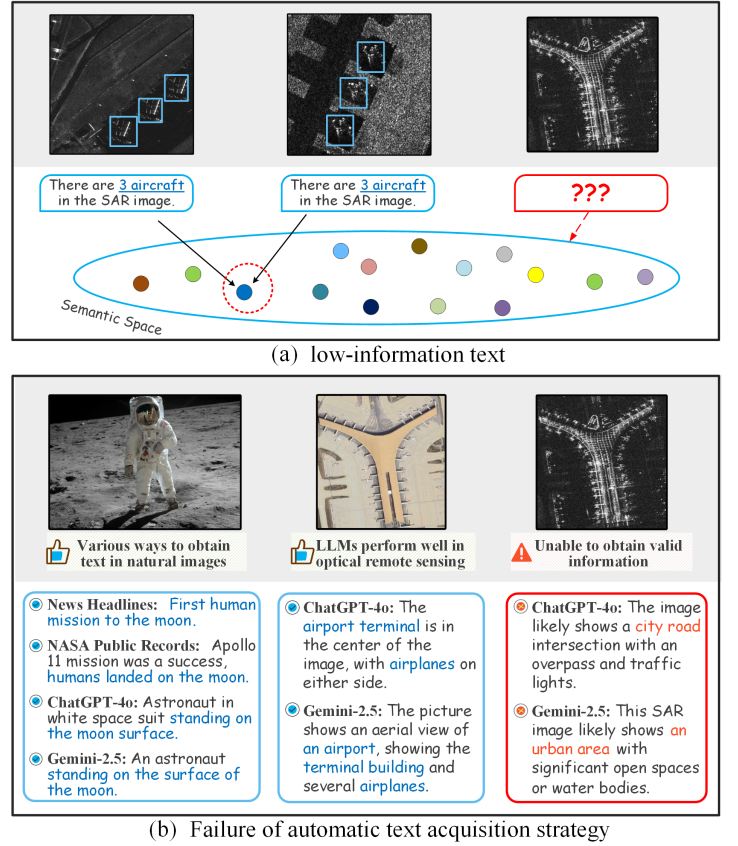 There are 3 aircraft
in the SAR image.
There are 3 aircraft
in the SAR image.
???
Semantic Space
(a) low-information text
Various ways to obtain
text in natural images
LLMs perform well in
optical remote sensing
Unable to obtain valid
information
News Headlines: First human
mission to the moon.
NASA Public Records: Apollo
11 mission was a success,
humans landed on the moon.
ChatGPT-4o: Astronaut in
white space suit standing on
the moon surface.
Gemini-2.5: An astronaut
standing on the surface of
the moon.
ChatGPT-4o: The
airport terminal is in
the center of the
image, with airplanes on
either side.
Gemini-2.5: The picture
shows an aerial view of
an airport, showing the
terminal building and
several airplanes.
ChatGPT-4o: The image
likely shows a city road
intersection with an
overpass and traffic
lights.
Gemini-2.5: This SAR
image likely shows an
urban area with
significant open spaces
or water bodies.
(b) Failure of automatic text acquisition strategy